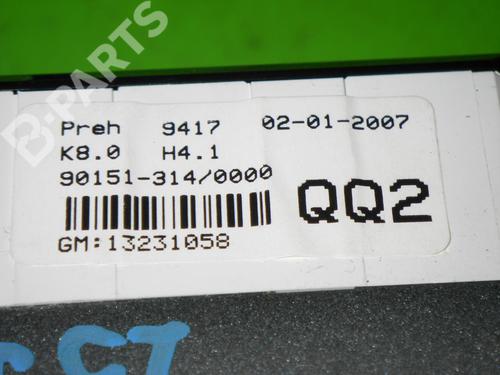 B-PARTS
Preh 9417 02-01-2007
K8.0 H4.1
90151-314/0000
QQ2
GM:13231058